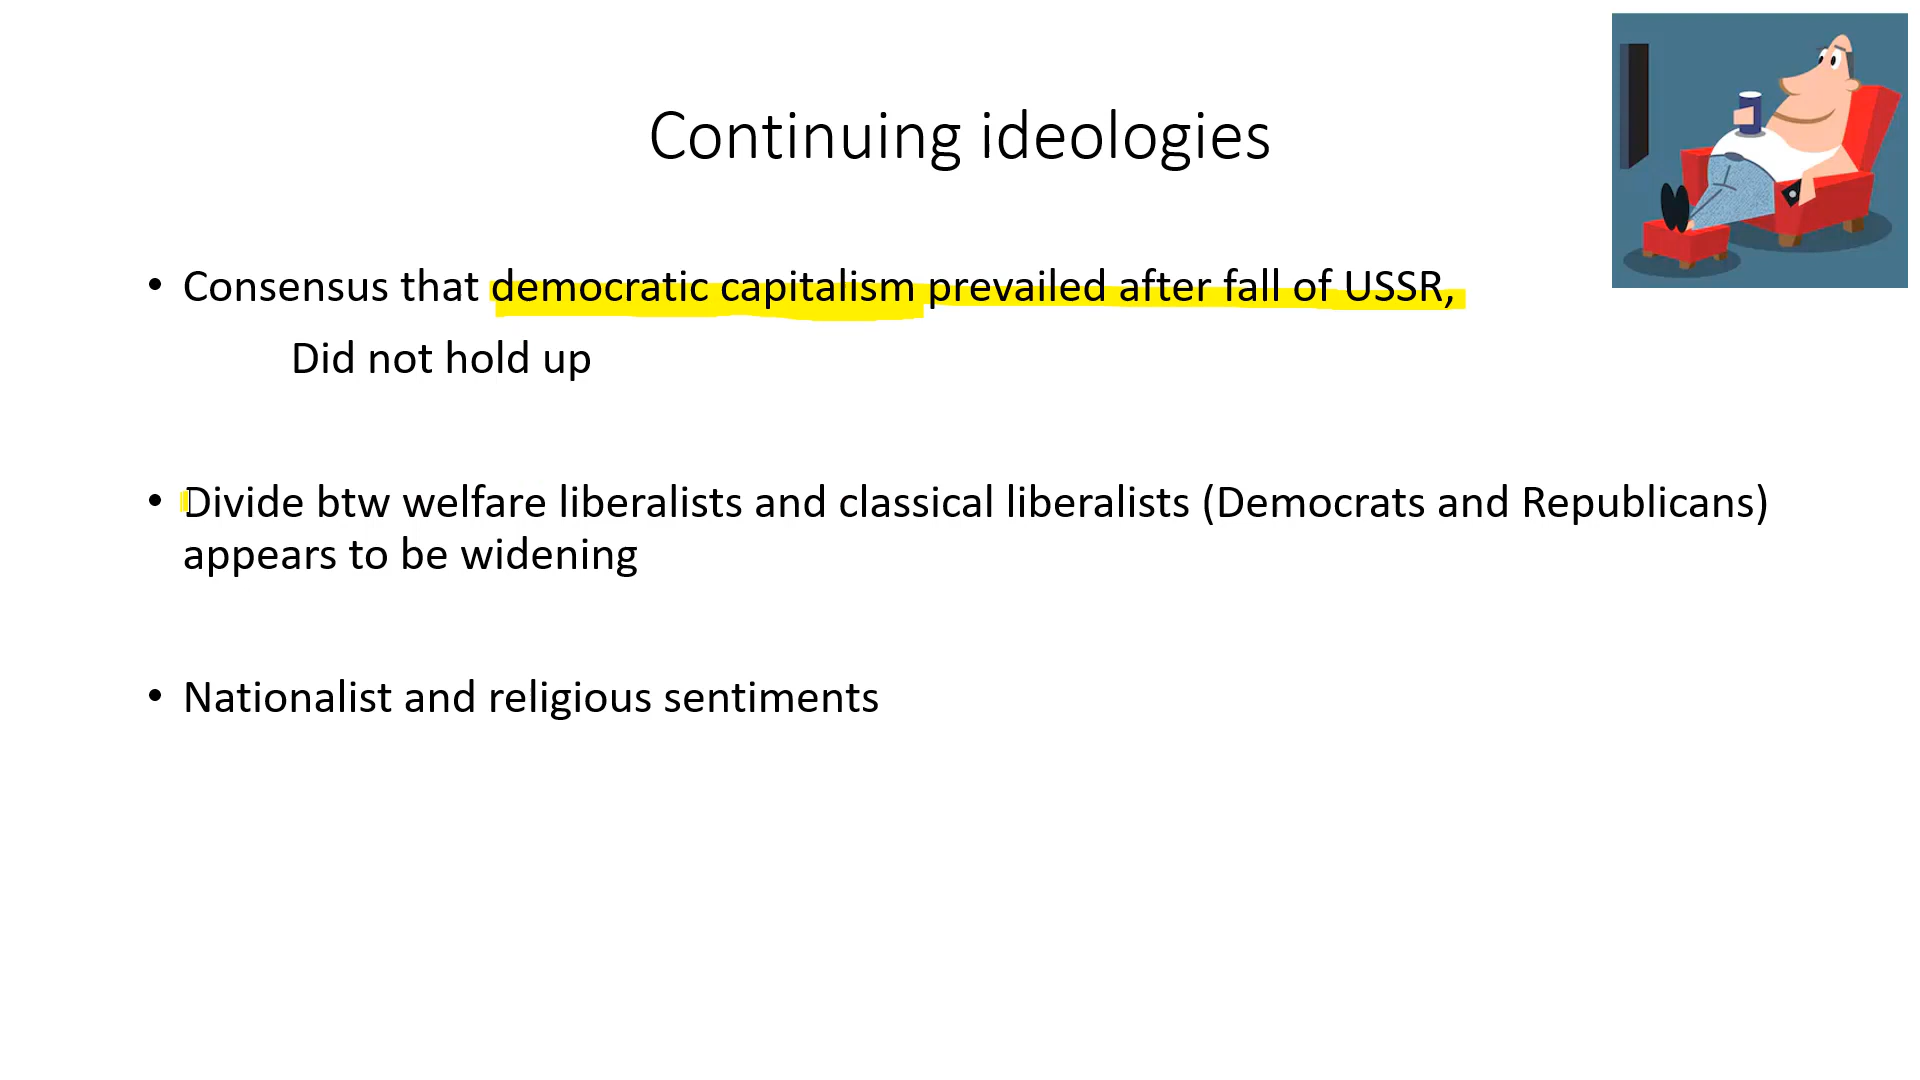 Continuing ideologies
• Consensus that democratic capitalism prevailed after fall of USSR,
Did not hold up
• Divide btw welfare liberalists and classical liberalists (Democrats and Republicans)
appears to be widening
• Nationalist and religious sentiments